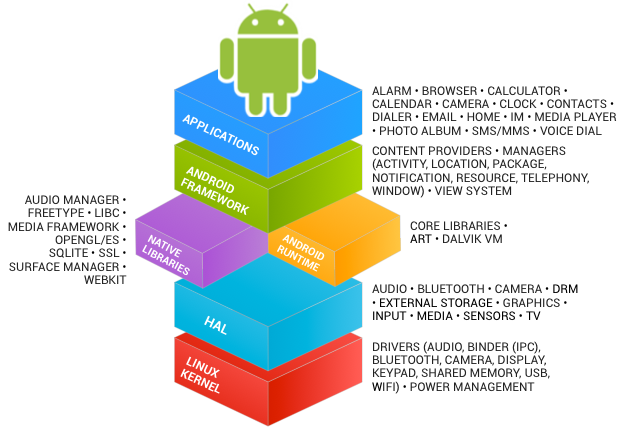 APPLICATIONS
ALARM • BROWSER • CALCULATOR •
CALENDAR • CAMERA • CLOCK • CONTACTS •
DIALER • EMAIL • HOME • IM • MEDIA PLAYER
• PHOTO ALBUM • SMS/MMS • VOICE DIAL
ANDROID
FRAMEWORK
CONTENT PROVIDERS • MANAGERS
(ACTIVITY, LOCATION, PACKAGE,
NOTIFICATION, RESOURCE, TELEPHONY,
WINDOW) • VIEW SYSTEM
AUDIO MANAGER •
FREETYPE • LIBC •
MEDIA FRAMEWORK •
OPENGL/ES •
SQLITE • SSL •
SURFACE MANAGER •
WEBKIT
NATIVE
LIBRARIES
ANDROID
RUNTIME
CORE LIBRARIES •
ART • DALVIK VM
HAL
AUDIO • BLUETOOTH • CAMERA • DRM
• EXTERNAL STORAGE • GRAPHICS •
INPUT • MEDIA • SENSORS • TV
LINUX
KERNEL
DRIVERS (AUDIO, BINDER (IPC),
BLUETOOTH, CAMERA, DISPLAY,
KEYPAD, SHARED MEMORY, USB,
WIFI) • POWER MANAGEMENT